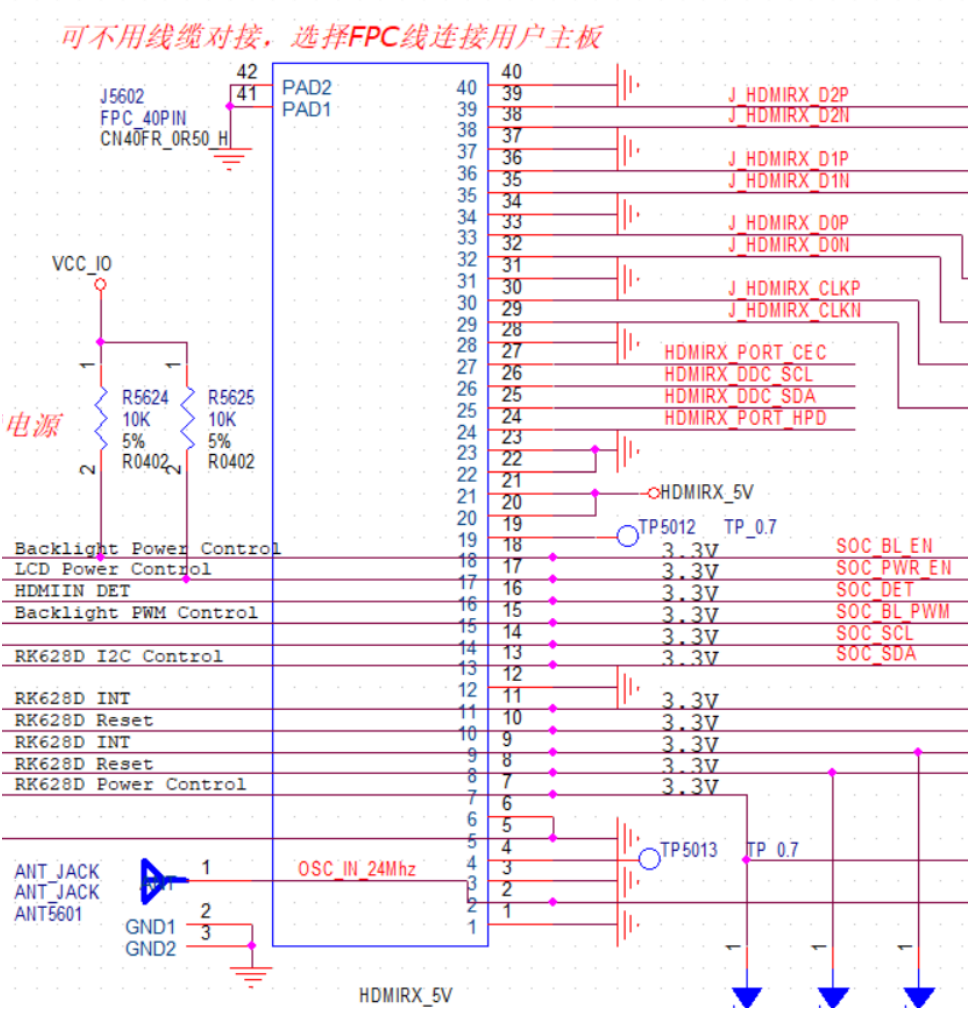 可不用线缆对接，选择FPC线连接用户主板
J5602
FPC_40PIN
CN40FR_0R50_H
42
41
PAD2
PAD1
40 40
39 39 J_HDMIRX_D2P
38 38 J_HDMIRX_D2N
37 37
36 36 J_HDMIRX_D1P
35 35 J_HDMIRX_D1N
34 34
33 33 J_HDMIRX_D0P
32 32 J_HDMIRX_D0N
31 31
30 30 J_HDMIRX_CLKP
29 29 J_HDMIRX_CLKN
28 28
27 27 HDMIRX_PORT_CEC
26 26 HDMIRX_DDC_SCL
25 25 HDMIRX_DDC_SDA
24 24 HDMIRX_PORT_HPD
23 23
22 22
21 21 HDMIRX_5V
20 20
19 19 TP5012 TP_0.7
VCC_IO
1 1
R5624 R5625
10K 10K
5% 5%
R0402 R0402
2 2
电源
Backlight Power Control 18 18 3.3V SOC_BL_EN
LCD Power Control 17 17 3.3V SOC_PWR_EN
HDMIIN DET 16 16 3.3V SOC_DET
Backlight PWM Control 15 15 3.3V SOC_BL_PWM
14 14 3.3V SOC_SCL
RK628D I2C Control 13 13 3.3V SOC_SDA
12 12
RK628D INT 11 11 3.3V
RK628D Reset 10 10 3.3V
RK628D INT 9 9 3.3V
RK628D Reset 8 8 3.3V
RK628D Power Control 7 7 3.3V
6 6
5 5
4 4 TP5013 TP_0.7
3 3
2 2
1 1
ANT_JACK
ANT_JACK
ANT5601
ANT
1 OSC_IN_24Mhz
GND1 2
GND2 3
1 1 1
HDMIRX_5V